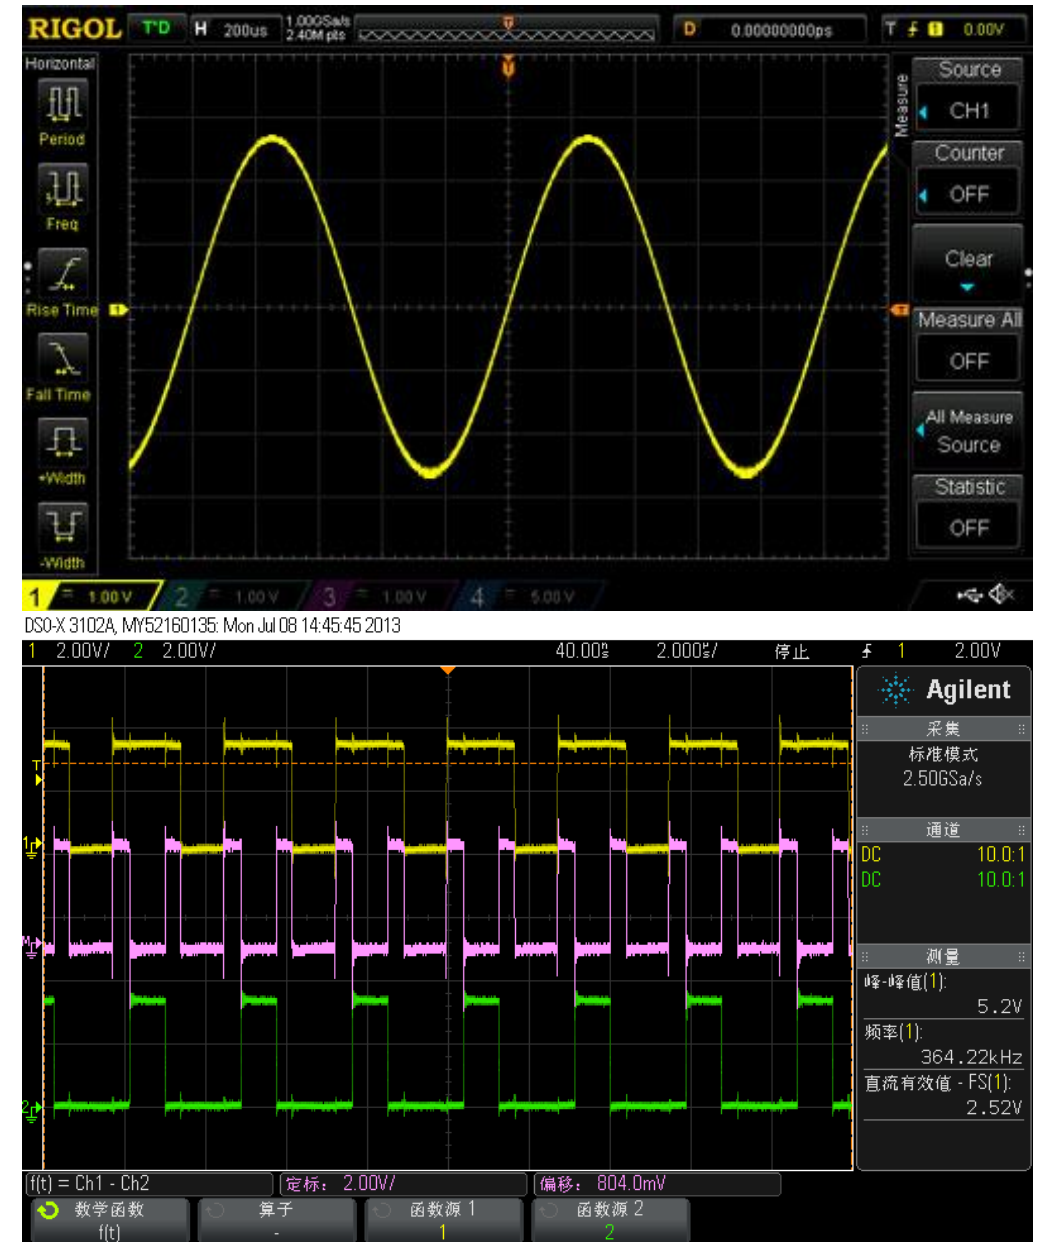 RIGOL T'D H 200us 1.00GSa/s 2.40M pts D 0.00000000ps T 1 0.00V
Horizontal
Period
Freq
Rise Time
Fall Time
+Width
-Width
Measure
Source
CH1
Counter
OFF
Clear
Measure All
OFF
All Measure
Source
Statistic
OFF
1 = 1.00 V 2 = 1.00 V 3 = 1.00 V 4 = 5.00 V
DSO-X 3102A, MY52160135: Mon Jul 08 14:45:45 2013
1 2.00V/ 2 2.00V/ 40.00 2.000 / 停止 1 2.00V
Agilent
采集
标准模式
2.50GSa/s
通道
DC 10.0:1
DC 10.0:1
测量
峰-峰值(1):
5.2V
频率(1):
364.22kHz
直流有效值 - FS(1):
2.52V
f(t) = Ch1 - Ch2 定标: 2.00V/ 偏移: 804.0mV
数学函数 算子 函数源 1 函数源 2
f(t) - 1 2